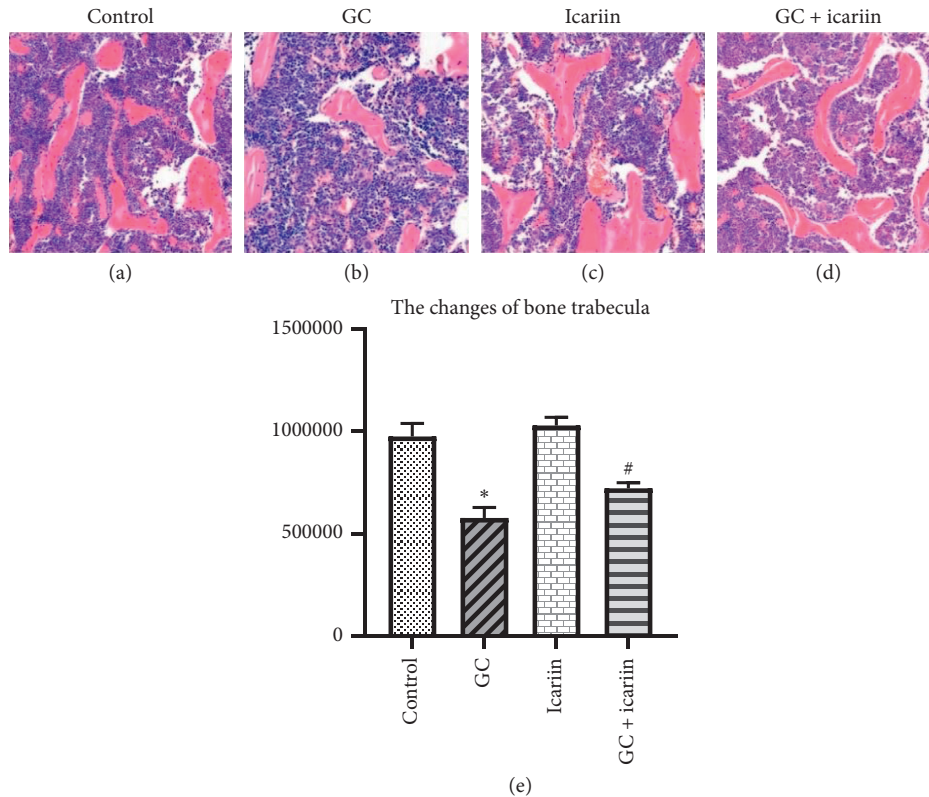 Control
GC
Icariin
GC + icariin
(a)
(b)
(c)
(d)
The changes of bone trabecula
1500000
1000000
500000
0
*
#
Control
GC
Icariin
GC + icariin
(e)